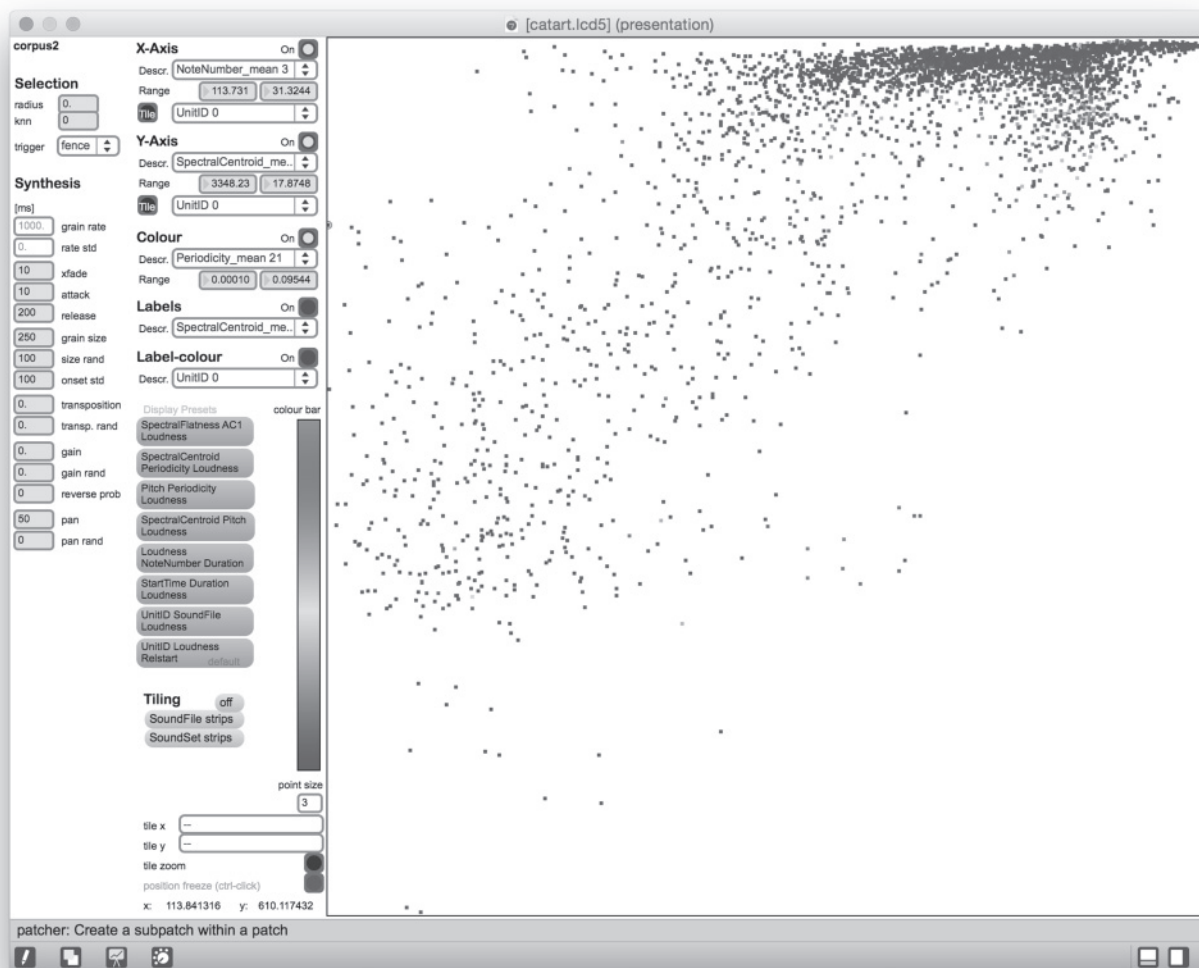 [catart.lcd5] (presentation)
corpus2
Selection
radius 0.
knn 0
trigger fence
Synthesis
[ms]
1000. grain rate
0. rate std
10 xfade
10 attack
200 release
250 grain size
100 size rand
100 onset std
0. transposition
0. transp. rand
0. gain
0. gain rand
0 reverse prob
50 pan
0 pan rand
X-Axis On
Descr. NoteNumber_mean 3
Range 113.731 31.3244
Tile UnitID 0
Y-Axis On
Descr. SpectralCentroid_me..
Range 3348.23 17.8748
Tile UnitID 0
Colour On
Descr. Periodicity_mean 21
Range 0.00010 0.09544
Labels On
Descr. SpectralCentroid_me..
Label-colour On
Descr. UnitID 0
Display Presets colour bar
SpectralFlatness AC1
Loudness
SpectralCentroid
Periodicity Loudness
Pitch Periodicity
Loudness
SpectralCentroid Pitch
Loudness
Loudness
NoteNumber Duration
StartTime Duration
Loudness
UnitID SoundFile
Loudness
UnitID Loudness
Relstart default
Tiling off
SoundFile strips
SoundSet strips
point size
3
tile x --
tile y --
tile zoom
position freeze (ctrl-click)
x: 113.841316 y: 610.117432
patcher: Create a subpatch within a patch